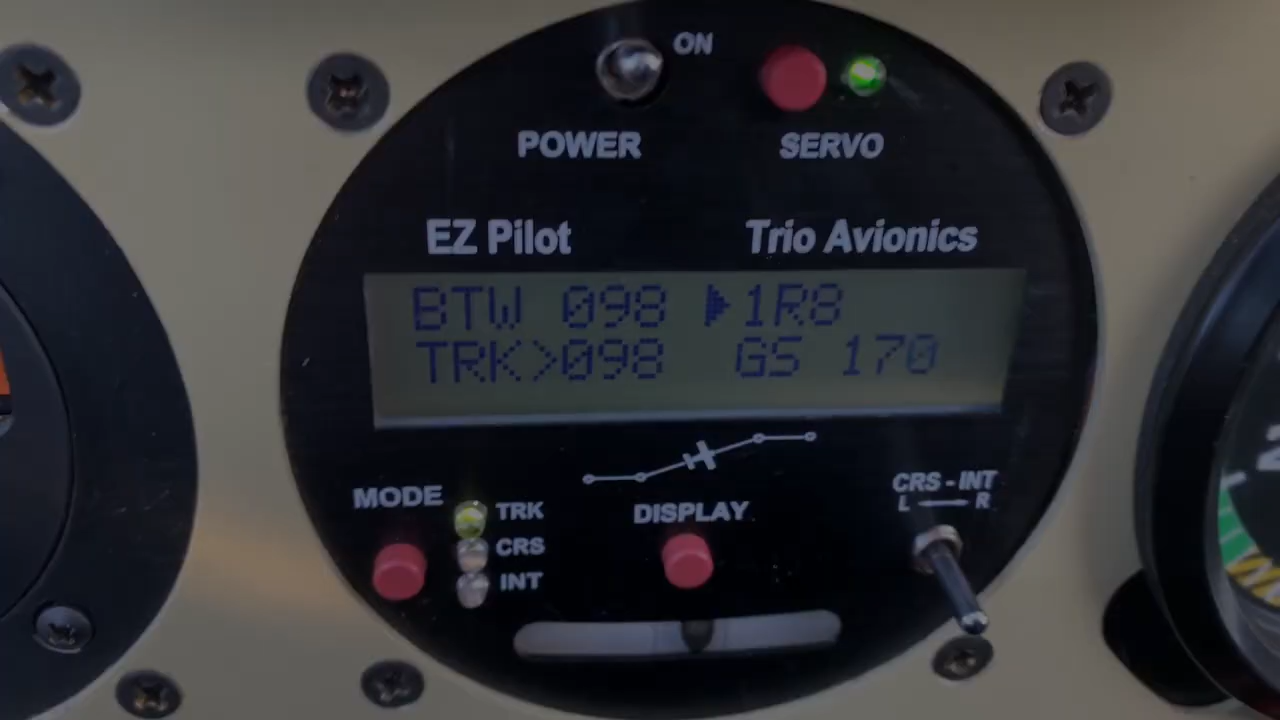 ON
POWER SERVO
EZ Pilot Trio Avionics
BTW 098 ▶1R8
TRK>098 GS 170
MODE TRK
CRS
INT
DISPLAY
CRS - INT
L R